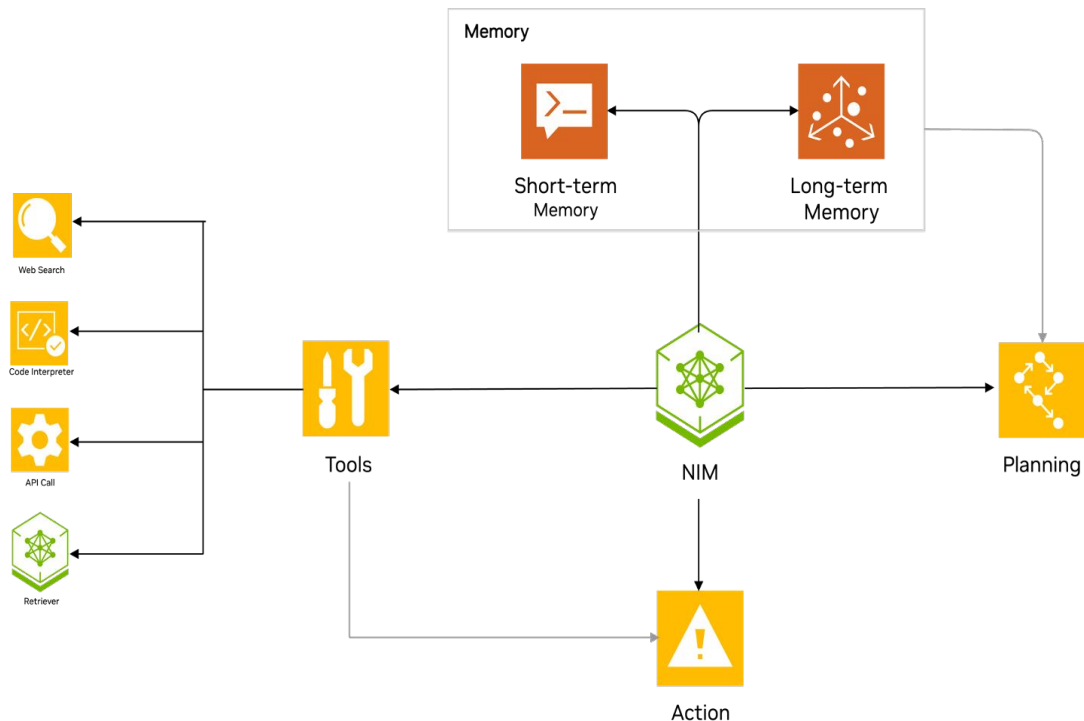 Memory
Short-term
Memory
Long-term
Memory
Web Search
Code Interpreter
API Call
Retriever
Tools
NIM
Planning
Action